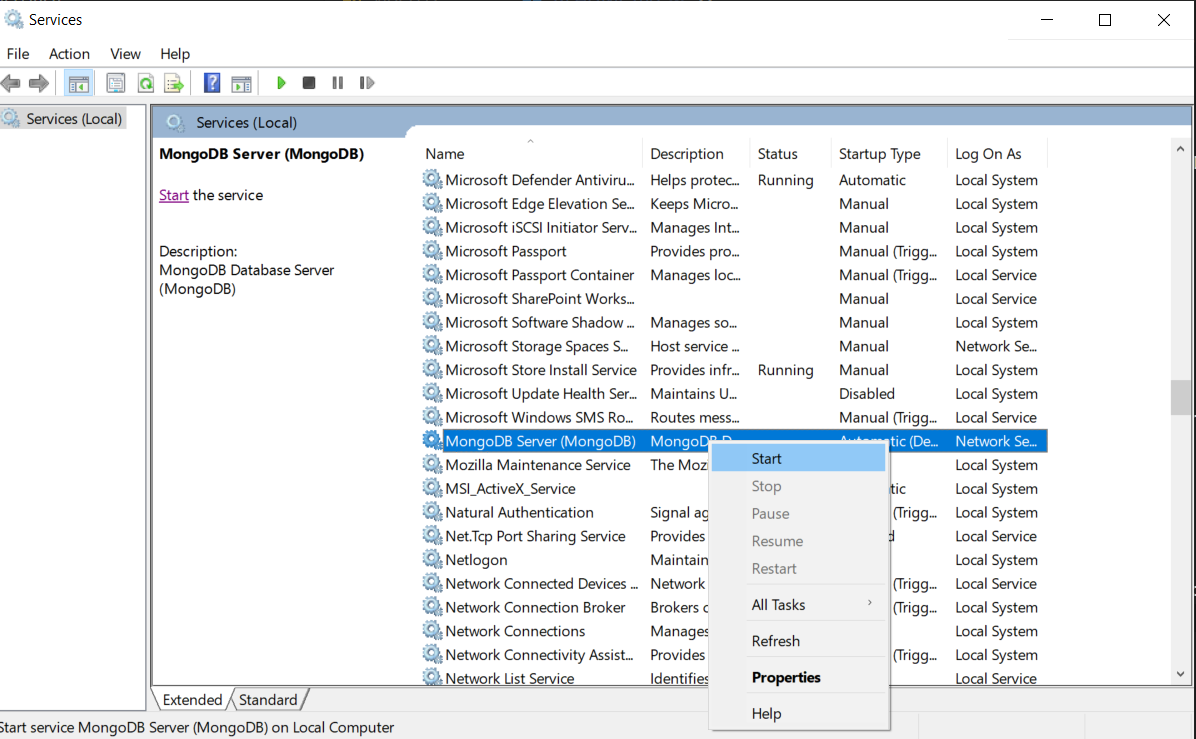 Services
File Action View Help
Services (Local)
Services (Local)
MongoDB Server (MongoDB)
Start the service
Description:
MongoDB Database Server
(MongoDB)
Name Description Status Startup Type Log On As
Microsoft Defender Antiviru... Helps protec... Running Automatic Local System
Microsoft Edge Elevation Se... Keeps Micro... Manual Local System
Microsoft iSCSI Initiator Serv... Manages Int... Manual Local System
Microsoft Passport Provides pro... Manual (Trigg... Local System
Microsoft Passport Container Manages loc... Manual (Trigg... Local Service
Microsoft SharePoint Works... Manual Local Service
Microsoft Software Shadow ... Manages so... Manual Local System
Microsoft Storage Spaces S... Host service ... Manual Network Se...
Microsoft Store Install Service Provides infr... Running Manual Local System
Microsoft Update Health Ser... Maintains U... Disabled Local System
Microsoft Windows SMS Ro... Routes mess... Manual (Trigg... Local Service
MongoDB Server (MongoDB) MongoDB D... Automatic (De... Network Se...
Mozilla Maintenance Service The Mozi Local System
MSI_ActiveX_Service tic Local System
Natural Authentication Signal ag (Trigg... Local System
Net.Tcp Port Sharing Service Provides d Local Service
Netlogon Maintain Local System
Network Connected Devices ... Network (Trigg... Local Service
Network Connection Broker Brokers c (Trigg... Local System
Network Connections Manages Local System
Network Connectivity Assist... Provides (Trigg... Local System
Network List Service Identifies Local Service
Start
Stop
Pause
Resume
Restart
All Tasks
Refresh
Properties
Help
Extended Standard
Start service MongoDB Server (MongoDB) on Local Computer